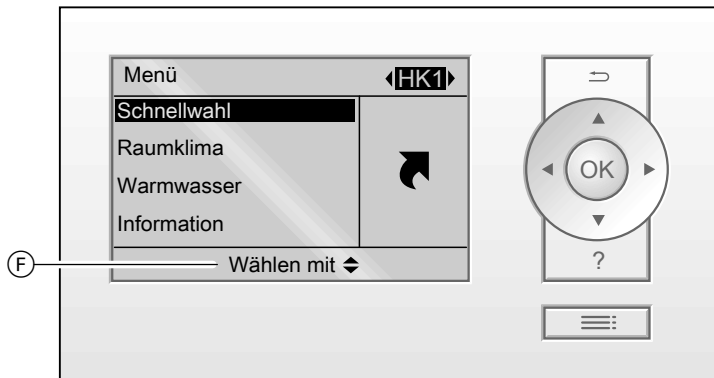 Menü HK1
Schnellwahl
Raumklima
Warmwasser
Information
Wählen mit
F
OK
?